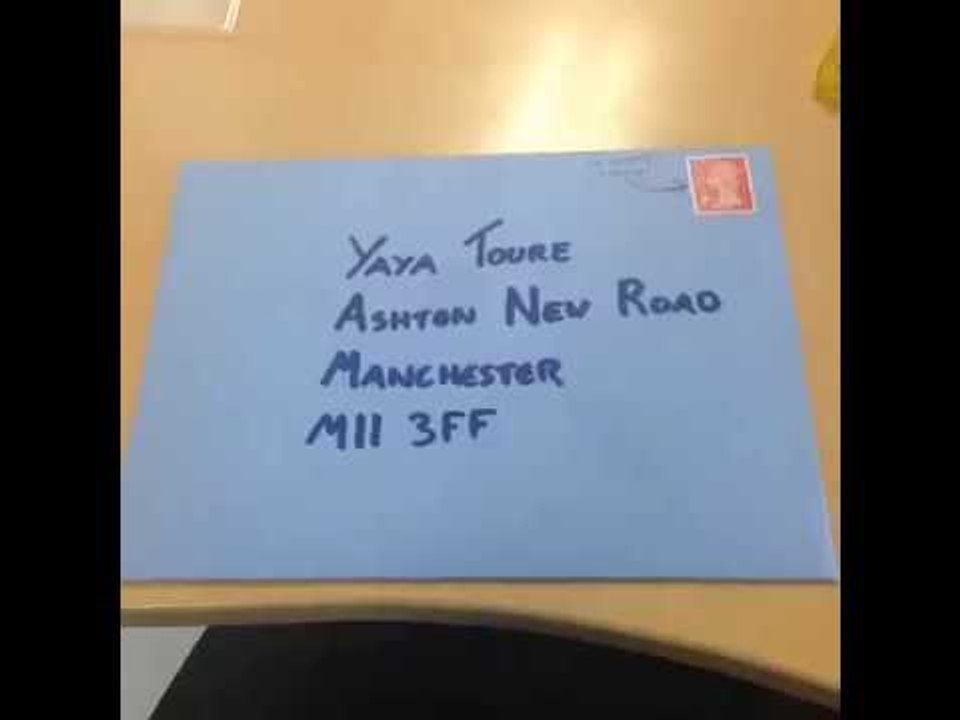 YAYA TOURE
ASHTON NEW ROAD
MANCHESTER
M11 3FF